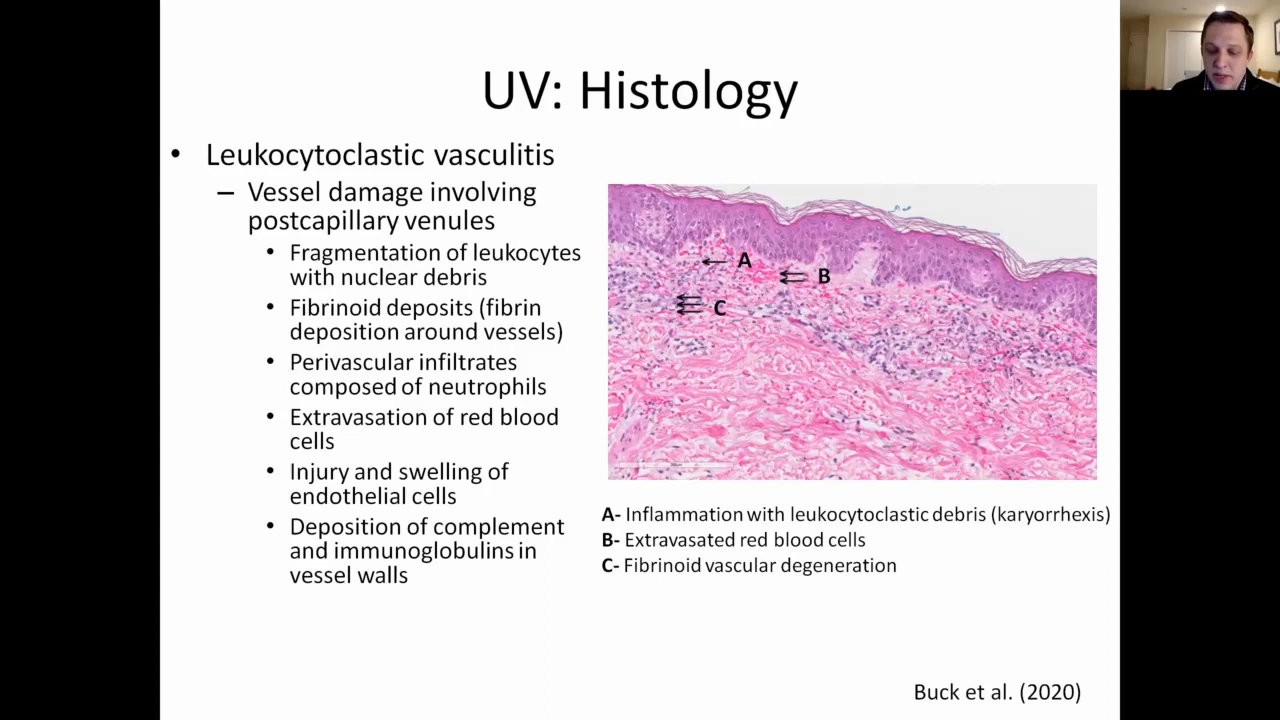 UV: Histology
• Leukocytoclastic vasculitis
– Vessel damage involving
postcapillary venules
• Fragmentation of leukocytes
with nuclear debris
• Fibrinoid deposits (fibrin
deposition around vessels)
• Perivascular infiltrates
composed of neutrophils
• Extravasation of red blood
cells
• Injury and swelling of
endothelial cells
• Deposition of complement
and immunoglobulins in
vessel walls
A
B
C
A- Inflammation with leukocytoclastic debris (karyorrhexis)
B- Extravasated red blood cells
C- Fibrinoid vascular degeneration
Buck et al. (2020)